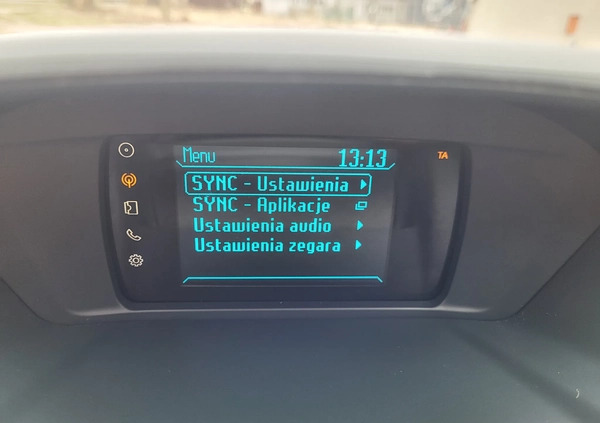 Menu 13:13 TA
SYNC - Ustawienia
SYNC - Aplikacje
Ustawienia audio
Ustawienia zegara